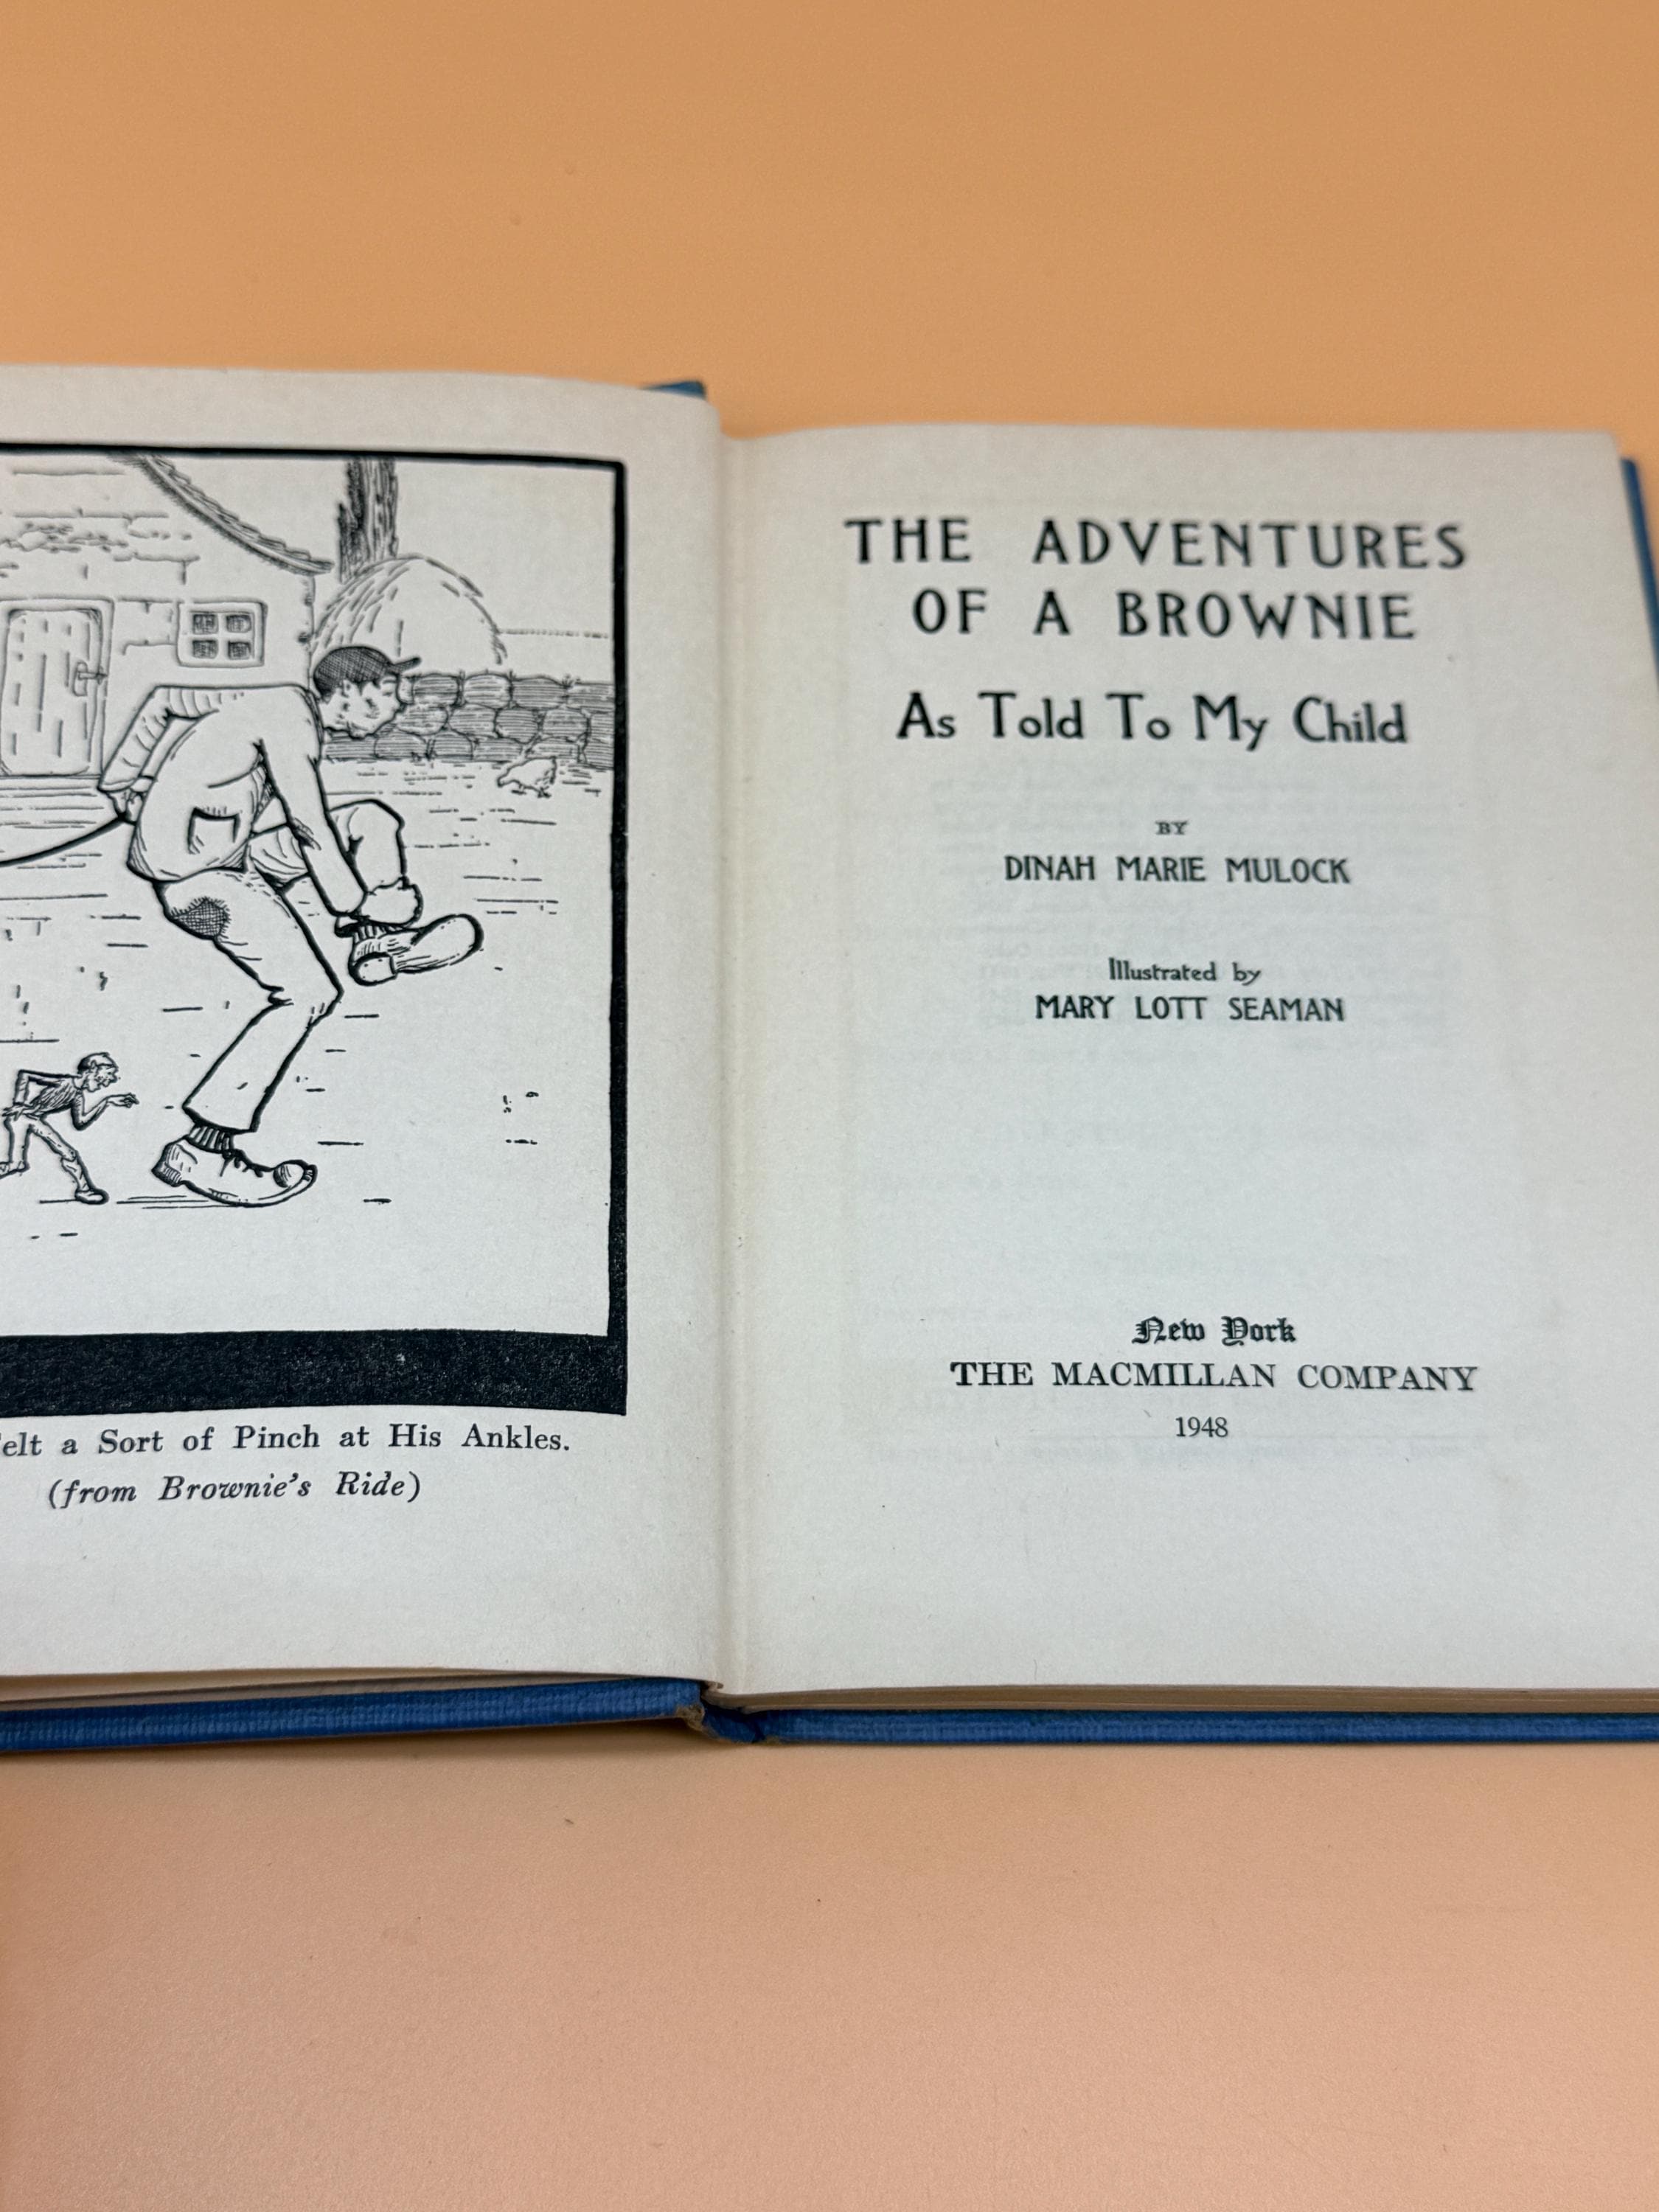 elt a Sort of Pinch at His Ankles.
(from Brownie's Ride)
THE ADVENTURES
OF A BROWNIE
As Told To My Child
BY
DINAH MARIE MULOCK
Illustrated by
MARY LOTT SEAMAN
New York
THE MACMILLAN COMPANY
1948